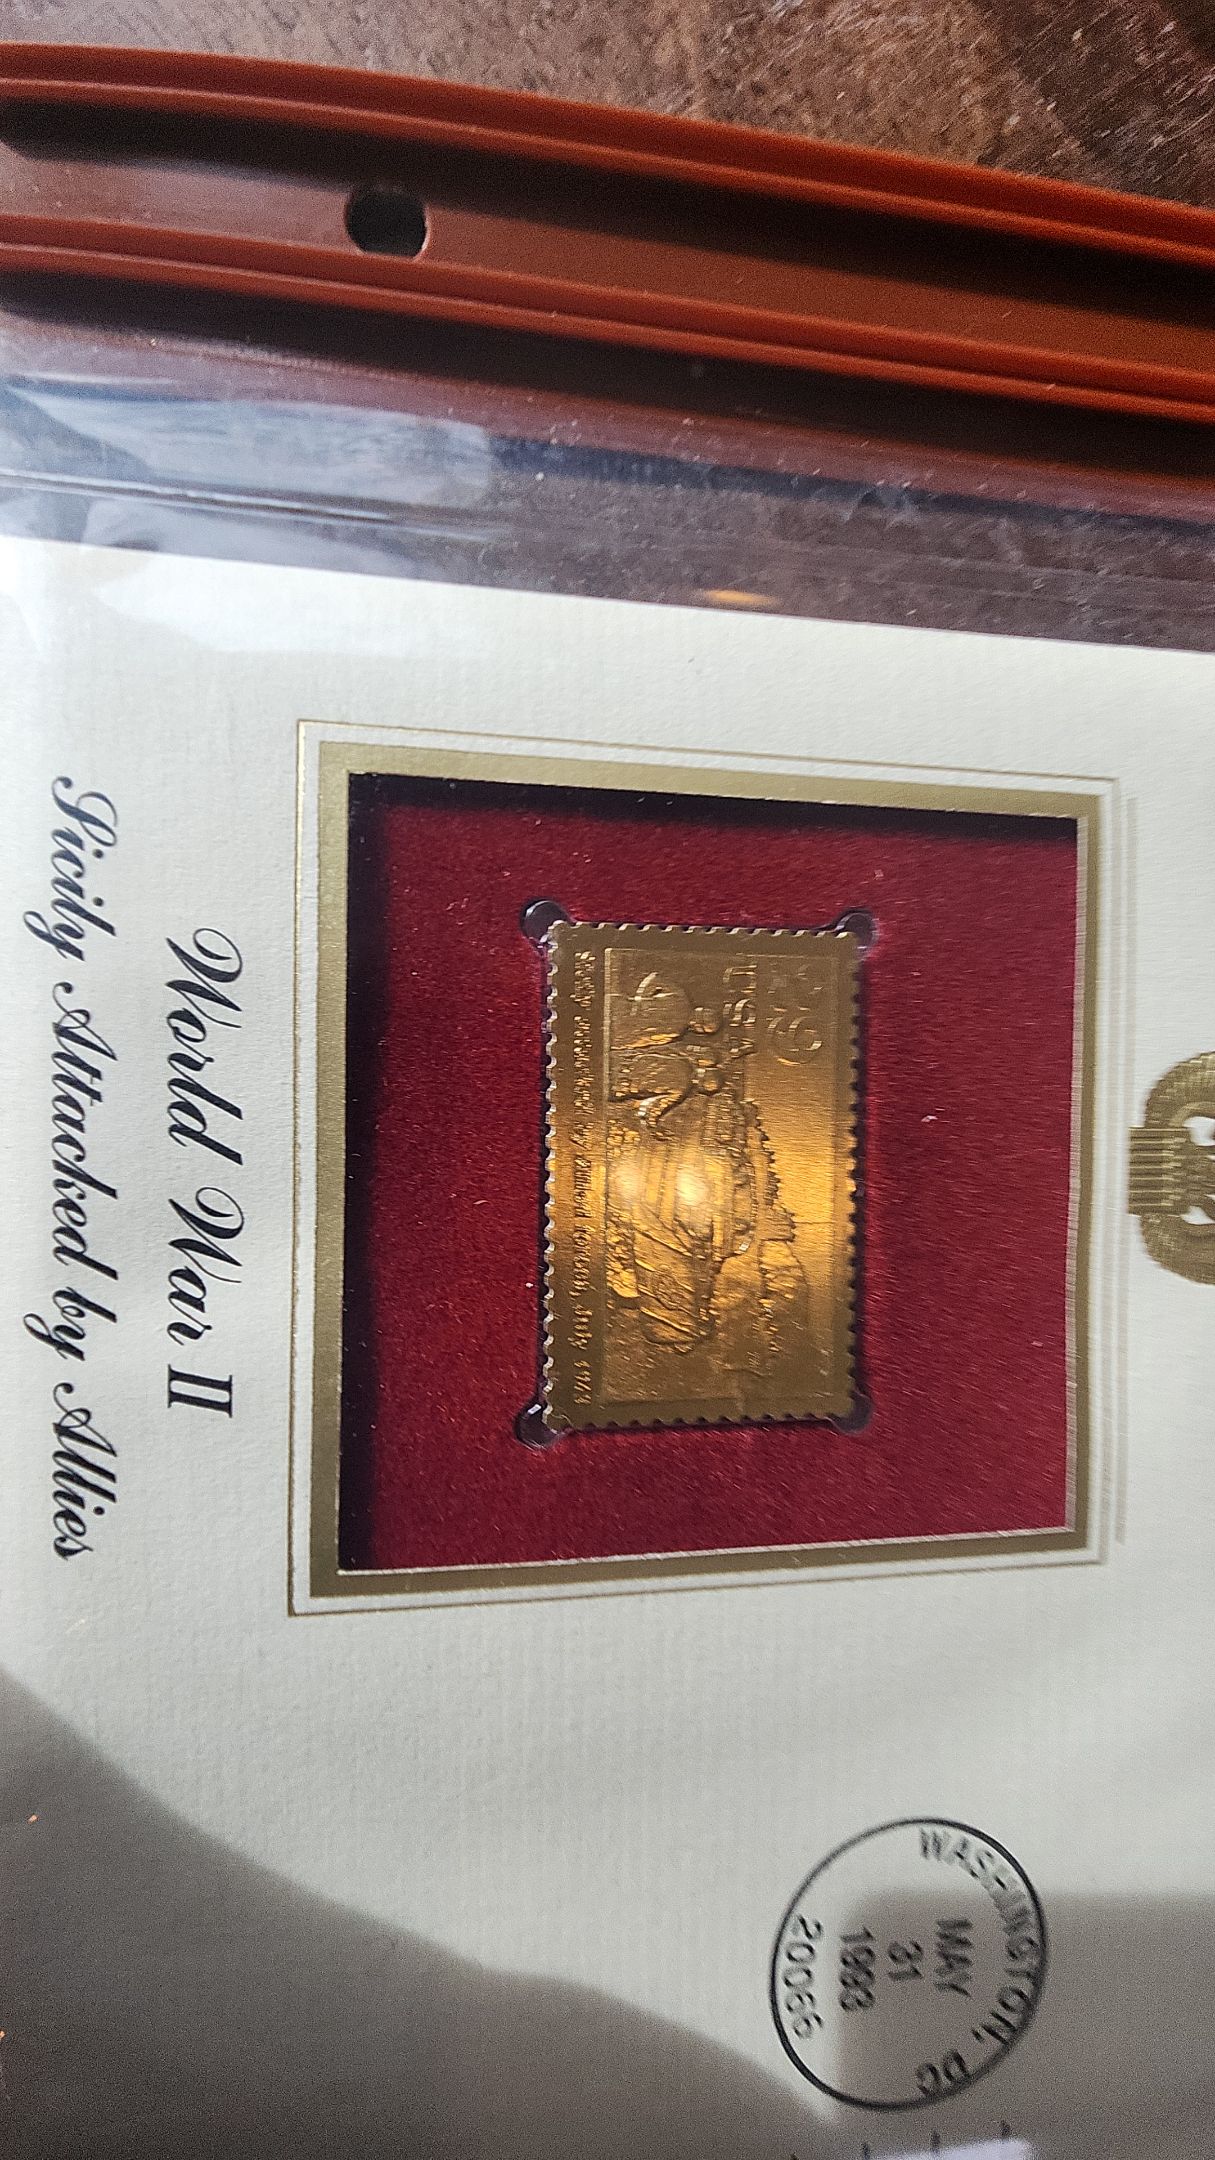 29
USA
Sicily attacked by Allied forces, July 1943
World War II
Sicily Attacked by Allies
WASHINGTON, DC
MAY
31
1993
20066